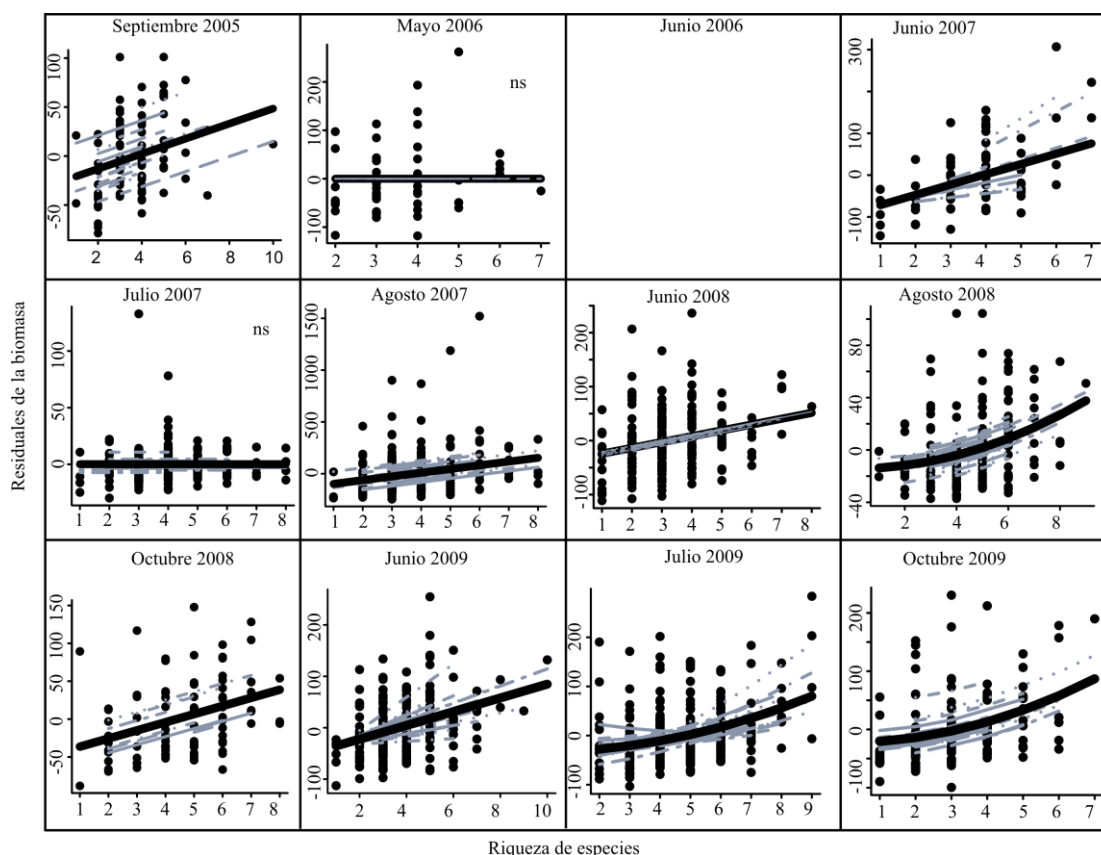 Septiembre 2005
Mayo 2006
Junio 2006
Junio 2007
100
50
0
-50
2 4 6 8 10
200
100
0
-100
ns
2 3 4 5 6 7
300
200
100
0
-100
1 2 3 4 5 6 7
Residuales de la biomasa
Julio 2007
Agosto 2007
Junio 2008
Agosto 2008
100
50
0
ns
1 2 3 4 5 6 7 8
1500
1000
500
0
1 2 3 4 5 6 7 8
200
100
50
0
-100
1 2 3 4 5 6 7 8
80
40
0
-40
2 4 6 8
Octubre 2008
Junio 2009
Julio 2009
Octubre 2009
150
100
50
0
-50
1 2 3 4 5 6 7 8
200
100
0
-100
2 4 6 8 10
200
100
0
-100
2 3 4 5 6 7 8 9
200
100
0
-100
1 2 3 4 5 6 7
Riqueza de especies